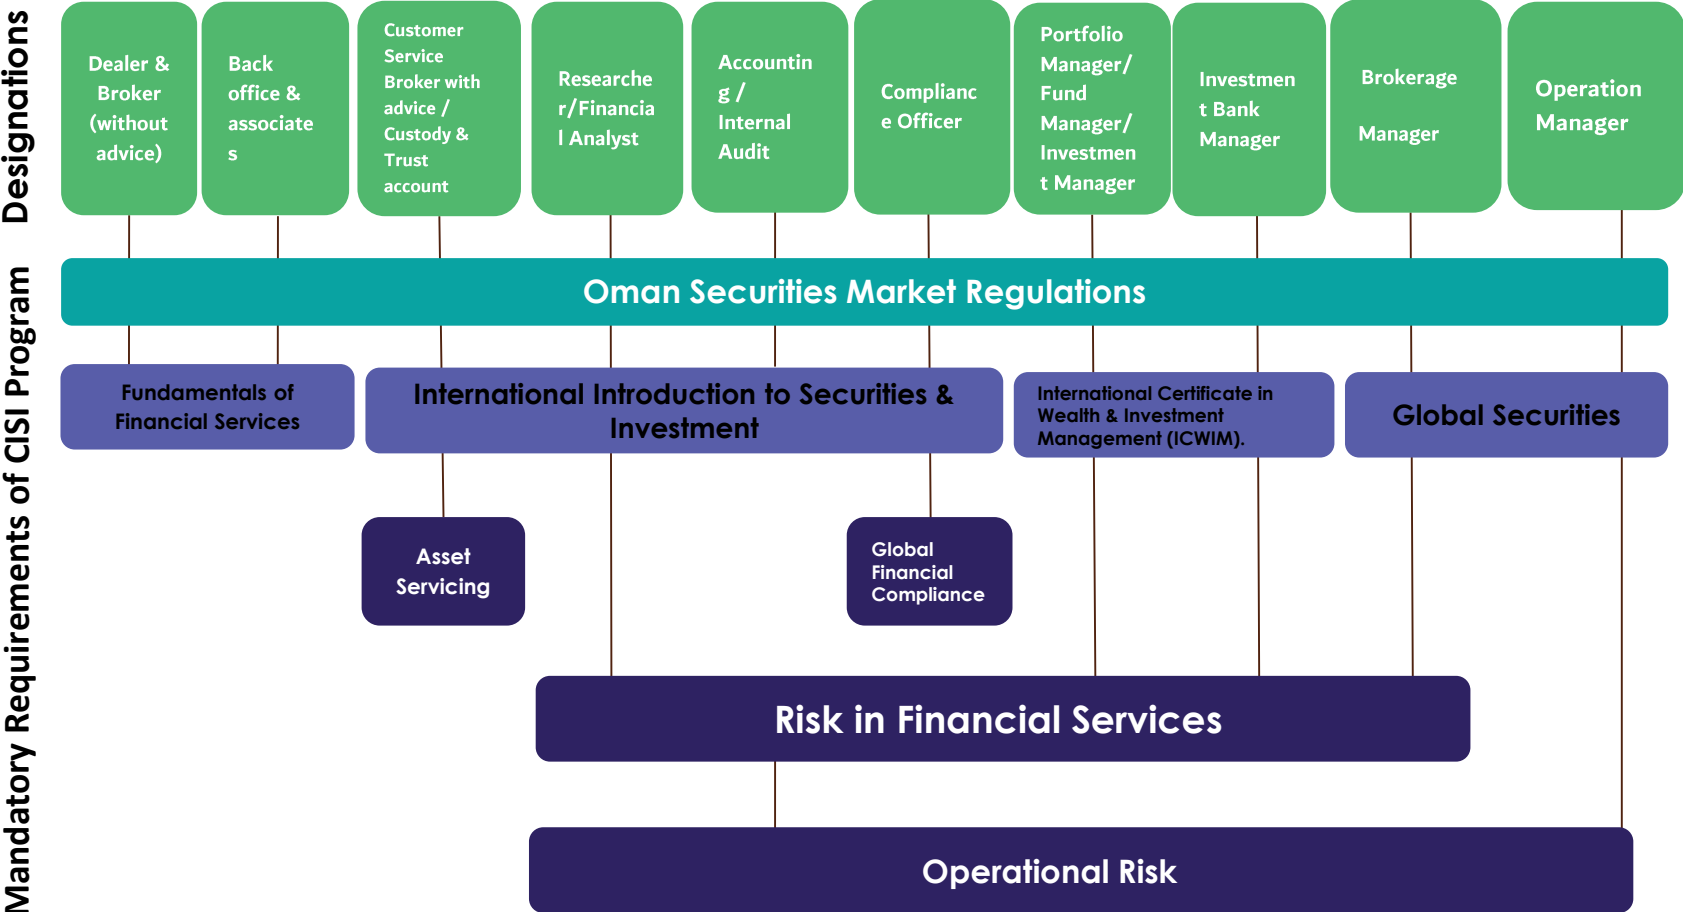 Designations
Dealer &
Broker
(without
advice)
Back
office &
associate
s
Customer
Service
Broker with
advice /
Custody &
Trust
account
Researche
r/Financia
l Analyst
Accountin
g /
Internal
Audit
Complianc
e Officer
Portfolio
Manager/
Fund
Manager/
Investmen
t Manager
Investmen
t Bank
Manager
Brokerage
Manager
Operation
Manager
Mandatory Requirements of CISI Program
Oman Securities Market Regulations
Fundamentals of
Financial Services
International Introduction to Securities &
Investment
International Certificate in
Wealth & Investment
Management (ICWIM).
Global Securities
Asset
Servicing
Global
Financial
Compliance
Risk in Financial Services
Operational Risk